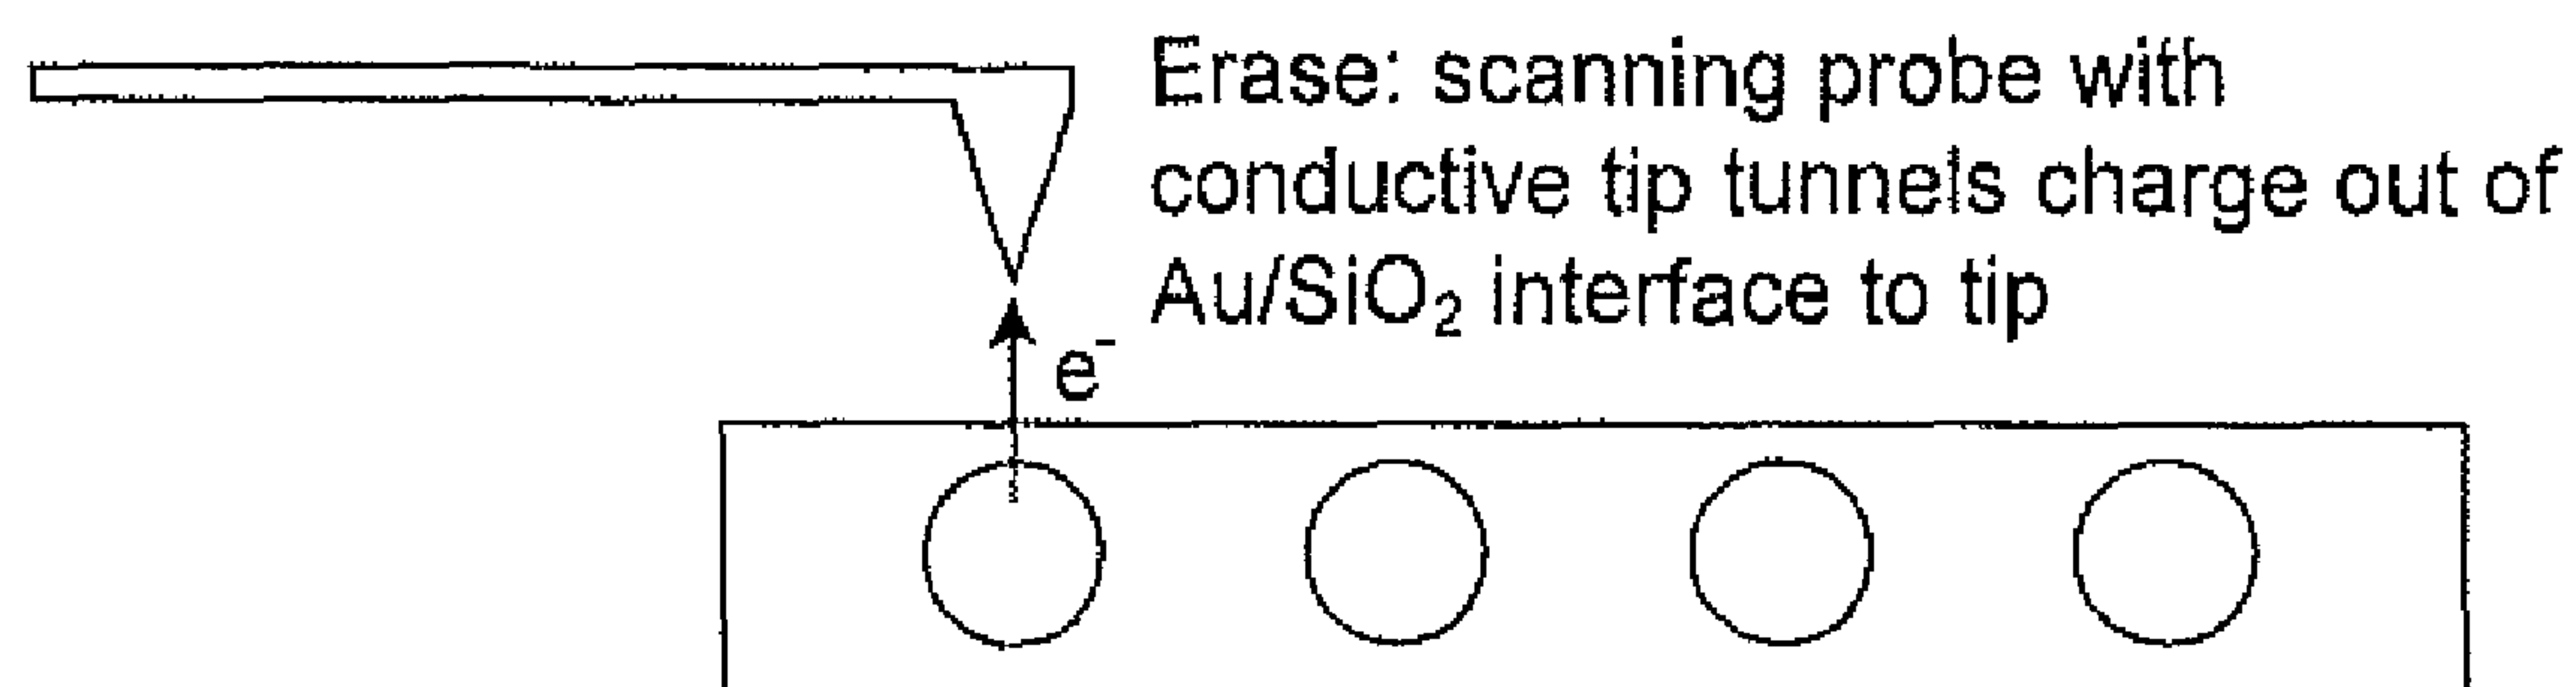 Erase: scanning probe with
conductive tip tunnels charge out of
Au/SiO₂ interface to tip
e⁻